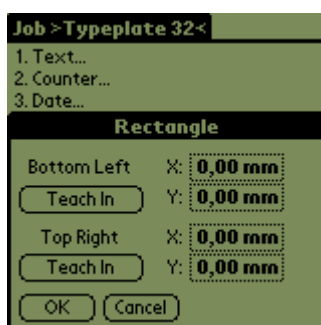 Job >Typeplate 32<
1. Text...
2. Counter...
3. Date...
Rectangle
Bottom Left X: 0,00 mm
Teach In Y: 0,00 mm
Top Right X: 0,00 mm
Teach In Y: 0,00 mm
OK Cancel